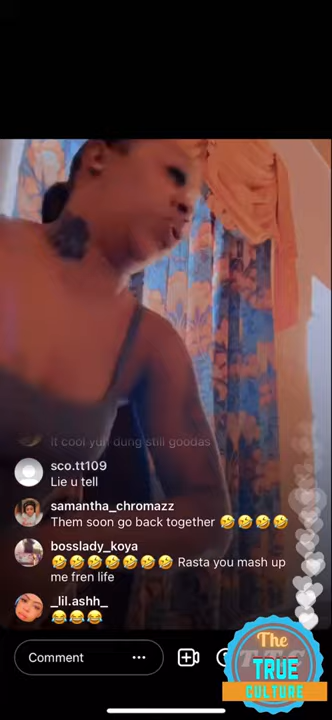 it cool yuh dung still goodas
sco.tt109
Lie u tell
samantha_chromazz
Them soon go back together 🤣 🤣 🤣 🤣
bosslady_koya
🤣🤣🤣🤣🤣🤣🤣 Rasta you mash up
me fren life
_lil.ashh_
😂😂😂
Comment
The
TRUE
CULTURE